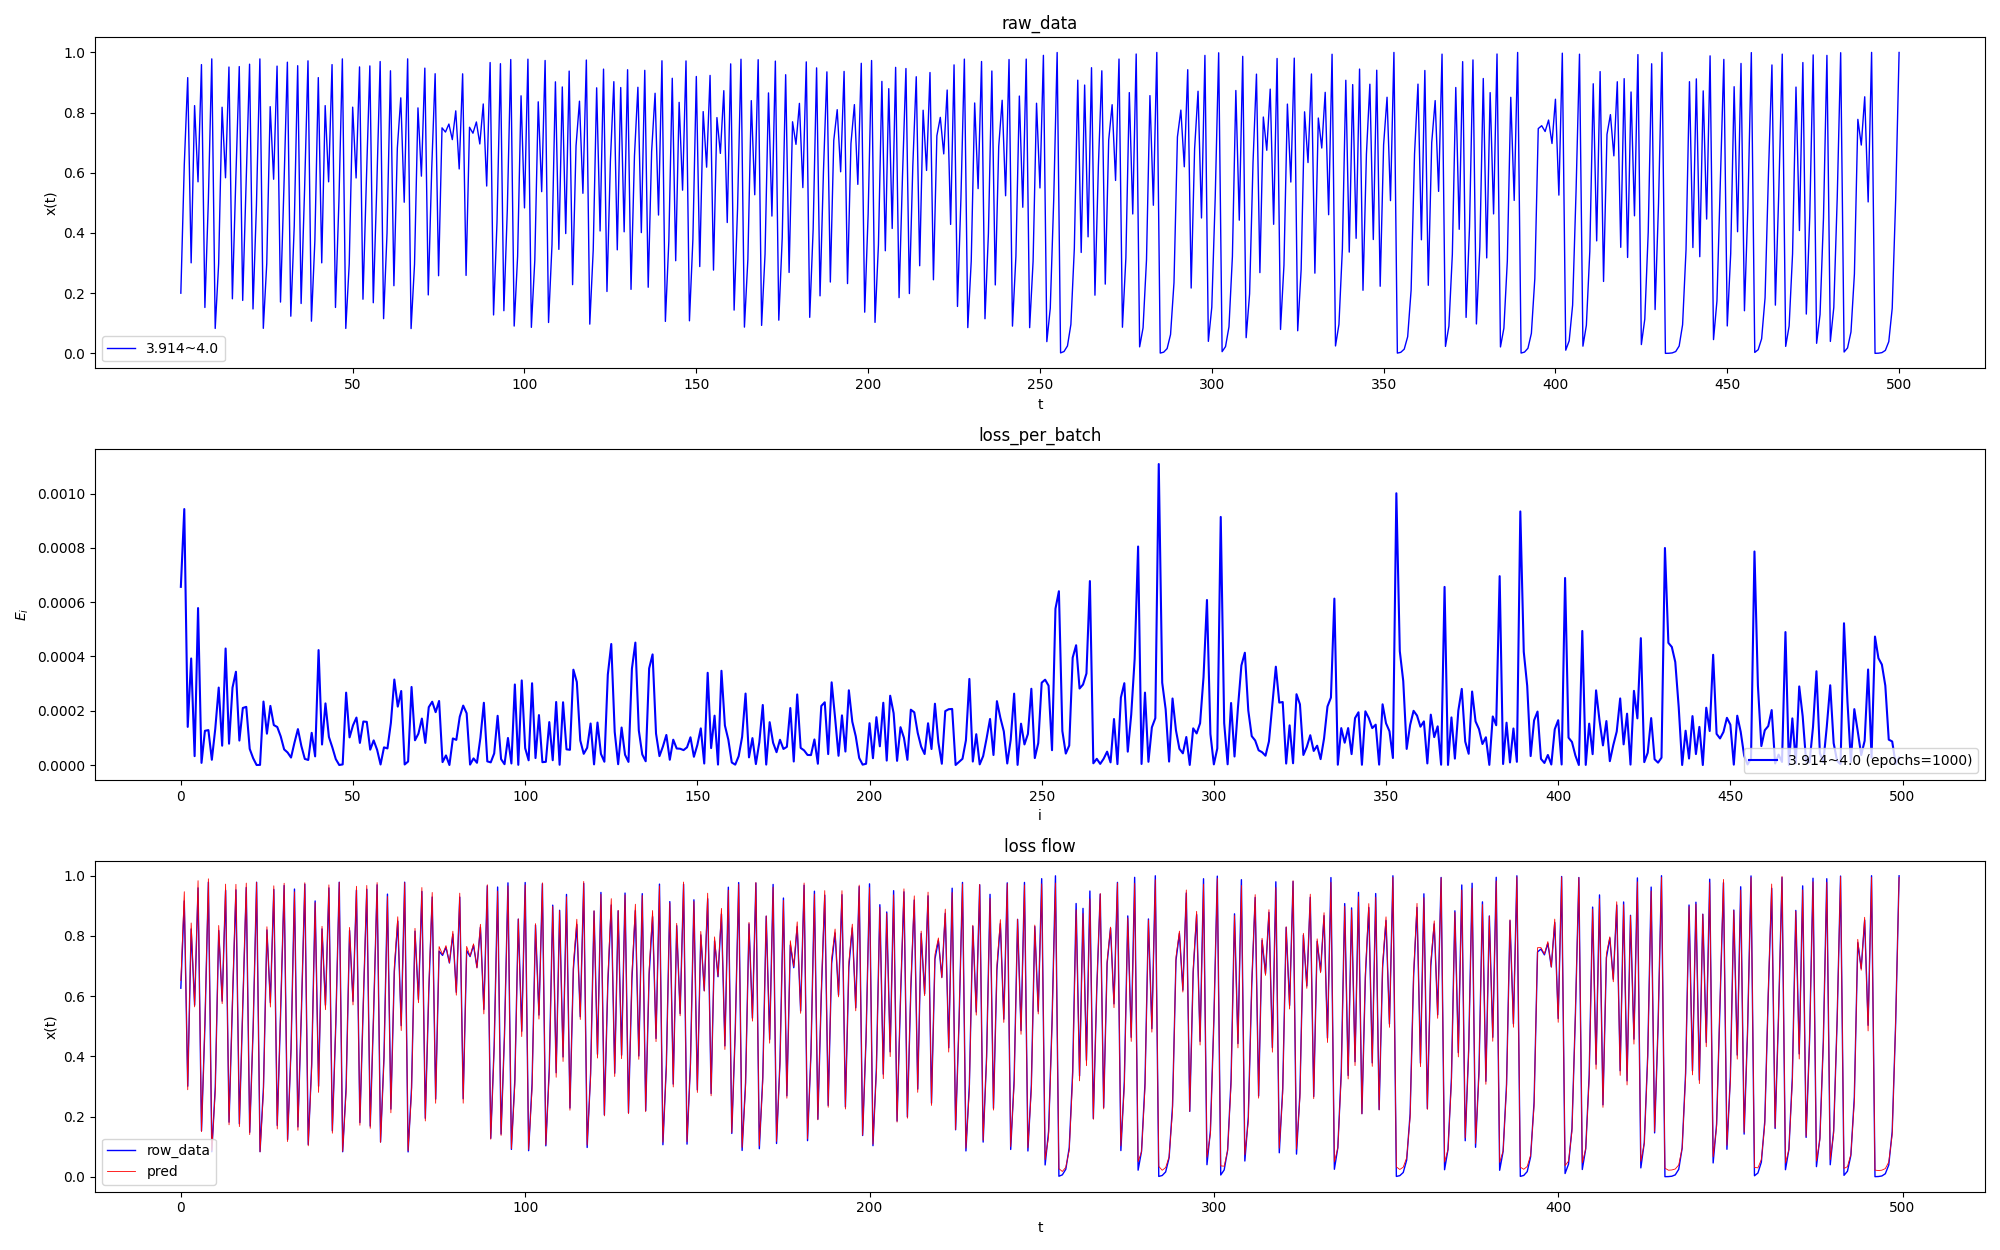 raw_data
1.0
0.8
0.6
0.4
0.2
0.0
x(t)
3.914~4.0
50 100 150 200 250 300 350 400 450 500
t
loss_per_batch
0.0010
0.0008
0.0006
0.0004
0.0002
0.0000
E_i
3.914~4.0 (epochs=1000)
0 50 100 150 200 250 300 350 400 450 500
i
loss flow
1.0
0.8
0.6
0.4
0.2
0.0
x(t)
row_data
pred
0 100 200 300 400 500
t